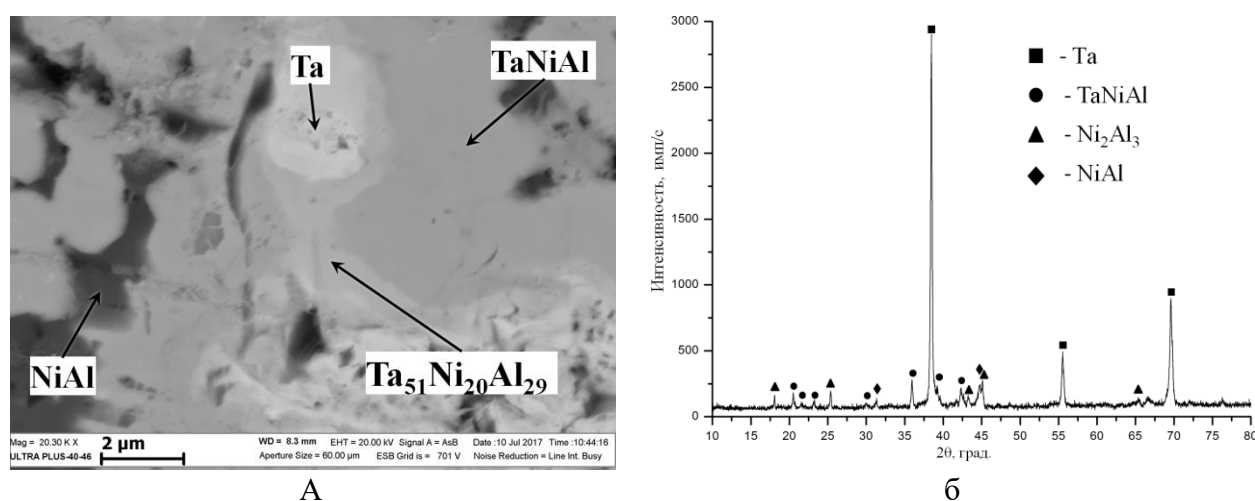 Ta
TaNiAl
NiAl
Ta₅₁Ni₂₀Al₂₉
Mag = 20.30 K X
2 µm
WD = 8.3 mm EHT = 20.00 kV Signal A = AsB Date :10 Jul 2017 Time :10:44:16
ULTRA PLUS-40-46
Aperture Size = 60.00 µm ESB Grid is = 701 V Noise Reduction = Line Int. Busy
А
Интенсивность, имп/с
3000
2500
2000
1500
1000
500
0
10 15 20 25 30 35 40 45 50 55 60 65 70 75 80
2θ, град.
■ - Ta
● - TaNiAl
▲ - Ni₂Al₃
◆ - NiAl
б